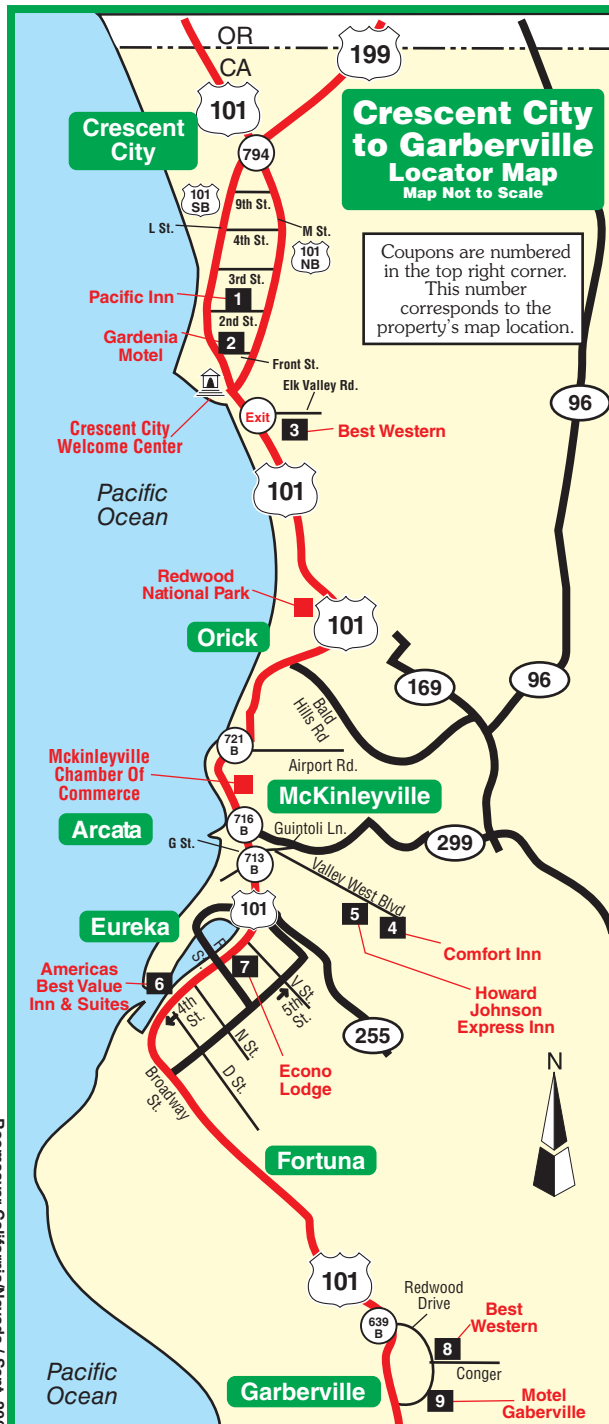 OR
CA
199
101
Crescent City
to Garberville
Locator Map
Map Not to Scale
Crescent
City
794
101
SB
9th St.
L St.
M St.
4th St.
101
NB
Coupons are numbered
in the top right corner.
This number
corresponds to the
property's map location.
3rd St.
Pacific Inn
1
2nd St.
Gardenia
Motel
2
Front St.
Elk Valley Rd.
96
Crescent City
Welcome Center
Exit
3
Best Western
101
Pacific
Ocean
Redwood
National Park
101
Orick
169
96
Bald
Hills Rd
721
B
Airport Rd.
Mckinleyville
Chamber Of
Commerce
McKinleyville
Arcata
716
B
Guintoli Ln.
299
G St.
713
B
Valley West Blvd
101
Eureka
5
4
Comfort Inn
R
S
Americas
Best Value
Inn & Suites
6
7
V St.
Howard
Johnson
Express Inn
4th
St.
5th
St.
255
N St.
Econo
Lodge
D St.
Broadway
St.
N
Fortuna
101
Redwood
Drive
639
B
Best
Western
8
Conger
Pacific
Ocean
Garberville
9
Motel
Gaberville